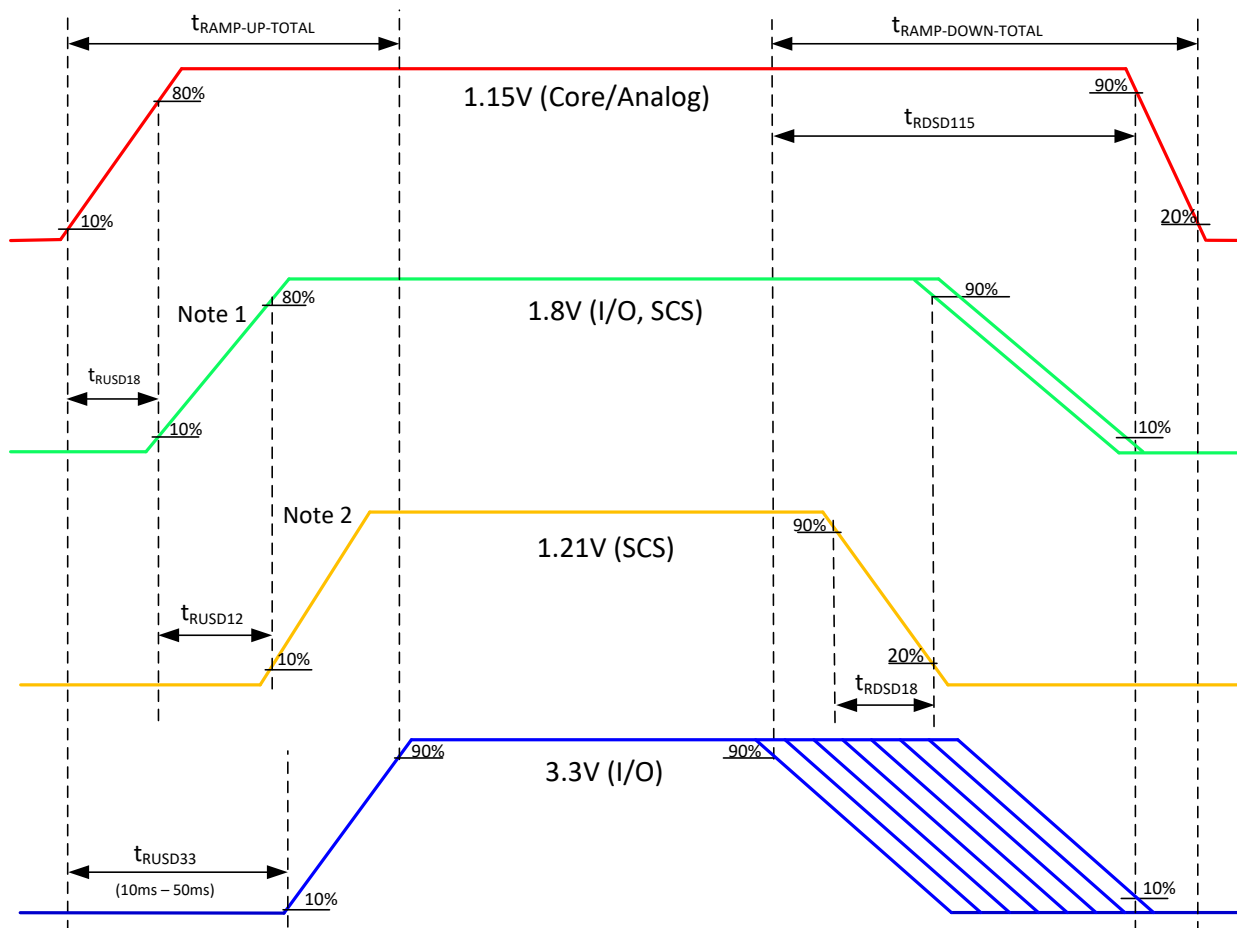 tRAMP-UP-TOTAL
tRAMP-DOWN-TOTAL
80%
1.15V (Core/Analog)
90%
tRDSD115
10%
20%
Note 1
80%
1.8V (I/O, SCS)
90%
tRUSD18
10%
10%
Note 2
90%
1.21V (SCS)
tRUSD12
10%
20%
tRDSD18
90%
90%
3.3V (I/O)
tRUSD33
(10ms – 50ms)
10%
10%